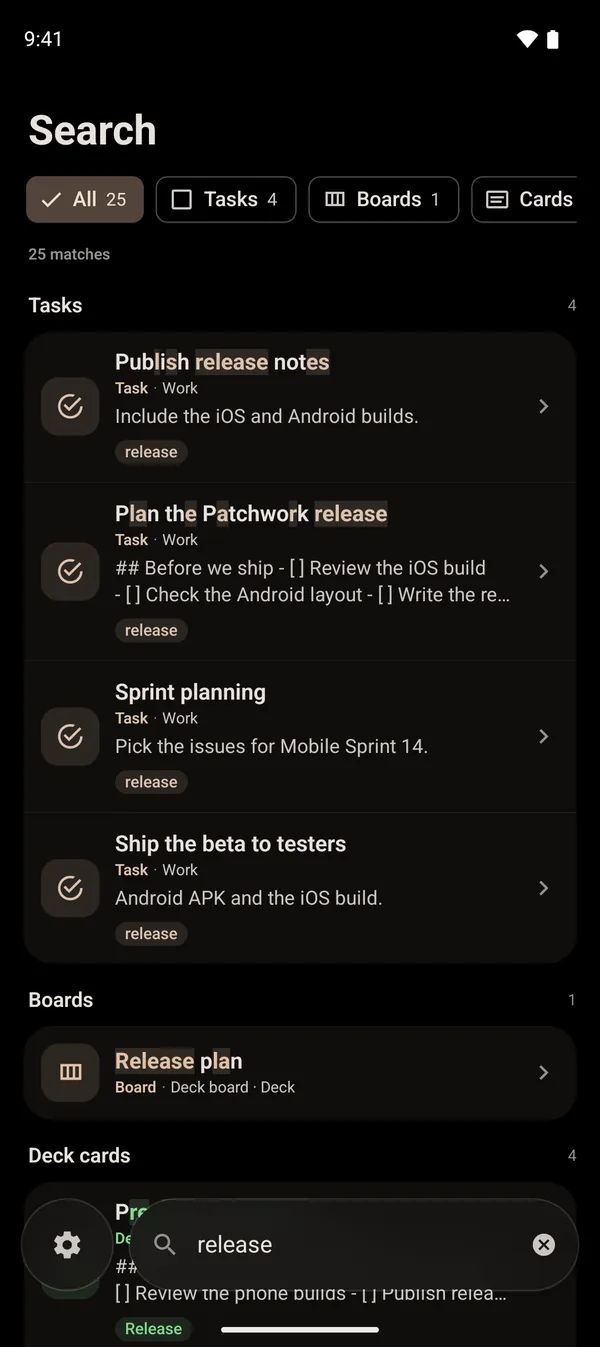 9:41
Search
All 25
Tasks 4
Boards 1
Cards
25 matches
Tasks 4
Publish release notes
Task · Work
Include the iOS and Android builds.
release
Plan the Patchwork release
Task · Work
## Before we ship - [ ] Review the iOS build
- [ ] Check the Android layout - [ ] Write the re…
release
Sprint planning
Task · Work
Pick the issues for Mobile Sprint 14.
release
Ship the beta to testers
Task · Work
Android APK and the iOS build.
release
Boards 1
Release plan
Board · Deck board · Deck
Deck cards 4
##
release
[ ] Review the phone builds - [ ] Publish relea…
Release